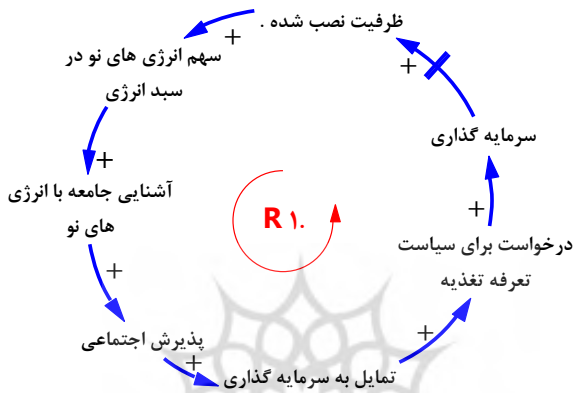 ظرفیت نصب شده .
+
سهم انرژی های نو در
سبد انرژی
+
آشنایی جامعه با انرژی
های نو
+
پذیرش اجتماعی
+
تمایل به سرمایه گذاری
+
درخواست برای سیاست
تعرفه تغذیه
+
سرمایه گذاری
+
R ۱.